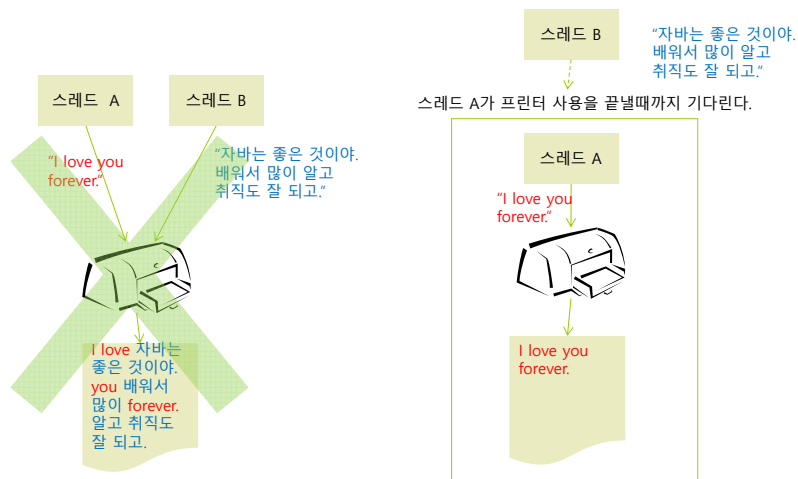 스레드 A
스레드 B
"I love you
forever."
"자바는 좋은 것이야.
배워서 많이 알고
취직도 잘 되고."
I love 자바는
좋은 것이야.
you 배워서
많이 forever.
알고 취직도
잘 되고.
스레드 B
"자바는 좋은 것이야.
배워서 많이 알고
취직도 잘 되고."
스레드 A가 프린터 사용을 끝낼때까지 기다린다.
스레드 A
"I love you
forever."
I love you
forever.